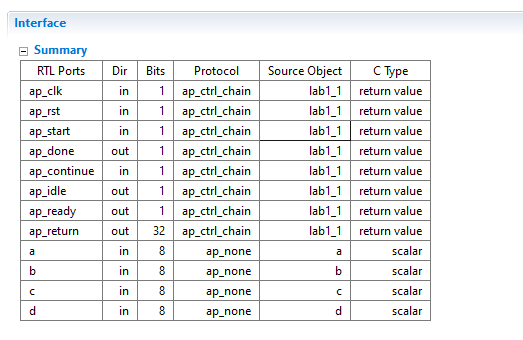 Interface
Summary
RTL Ports Dir Bits Protocol Source Object C Type
ap_clk in 1 ap_ctrl_chain lab1_1 return value
ap_rst in 1 ap_ctrl_chain lab1_1 return value
ap_start in 1 ap_ctrl_chain lab1_1 return value
ap_done out 1 ap_ctrl_chain lab1_1 return value
ap_continue in 1 ap_ctrl_chain lab1_1 return value
ap_idle out 1 ap_ctrl_chain lab1_1 return value
ap_ready out 1 ap_ctrl_chain lab1_1 return value
ap_return out 32 ap_ctrl_chain lab1_1 return value
a in 8 ap_none a scalar
b in 8 ap_none b scalar
c in 8 ap_none c scalar
d in 8 ap_none d scalar